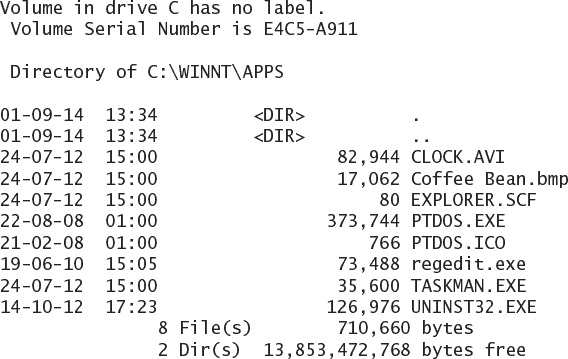 Volume in drive C has no label.
Volume Serial Number is E4C5-A911
Directory of C:\WINNT\APPS
01-09-14 13:34 <DIR> .
01-09-14 13:34 <DIR> ..
24-07-12 15:00 82,944 CLOCK.AVI
24-07-12 15:00 17,062 Coffee Bean.bmp
24-07-12 15:00 80 EXPLORER.SCF
22-08-08 01:00 373,744 PTDOS.EXE
21-02-08 01:00 766 PTDOS.ICO
19-06-10 15:05 73,488 regedit.exe
24-07-12 15:00 35,600 TASKMAN.EXE
14-10-12 17:23 126,976 UNINST32.EXE
8 File(s) 710,660 bytes
2 Dir(s) 13,853,472,768 bytes free